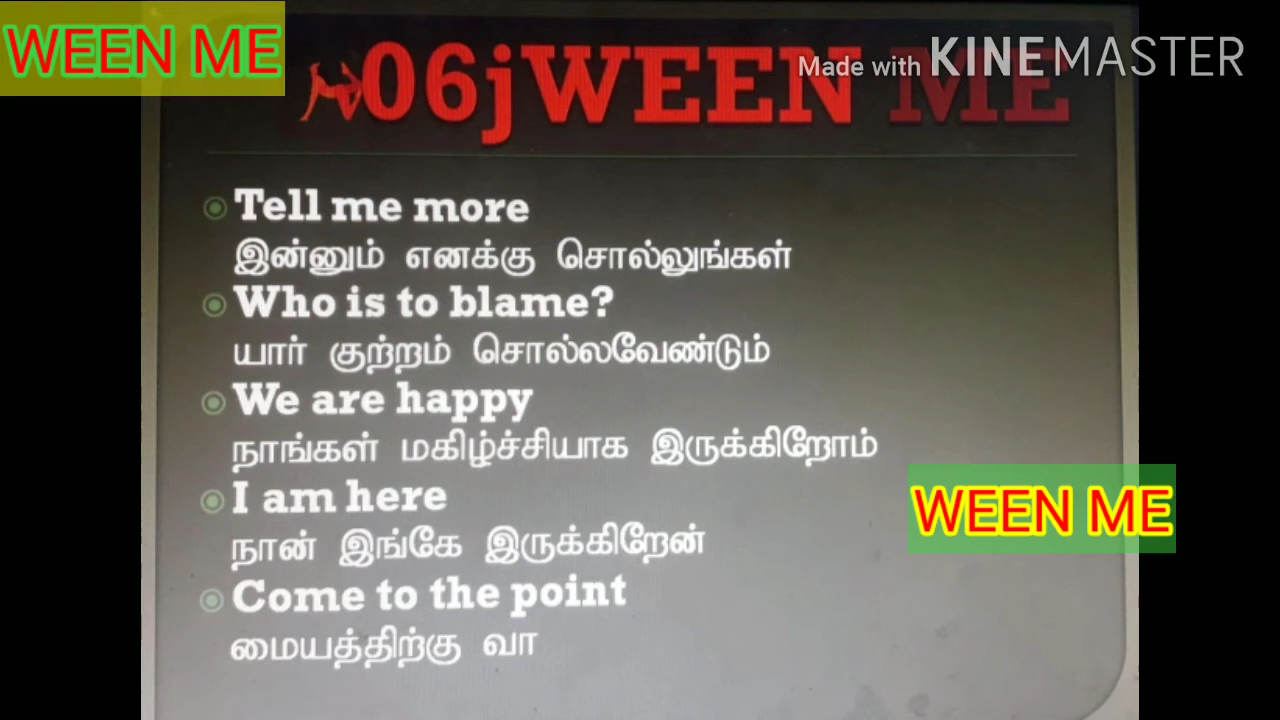 WEEN ME
06jWEEN ME
Made with KINEMASTER
Tell me more
இன்னும் எனக்கு சொல்லுங்கள்
Who is to blame?
யார் குற்றம் சொல்லவேண்டும்
We are happy
நாங்கள் மகிழ்ச்சியாக இருக்கிறோம்
I am here
நான் இங்கே இருக்கிறேன்
WEEN ME
Come to the point
மையத்திற்கு வா